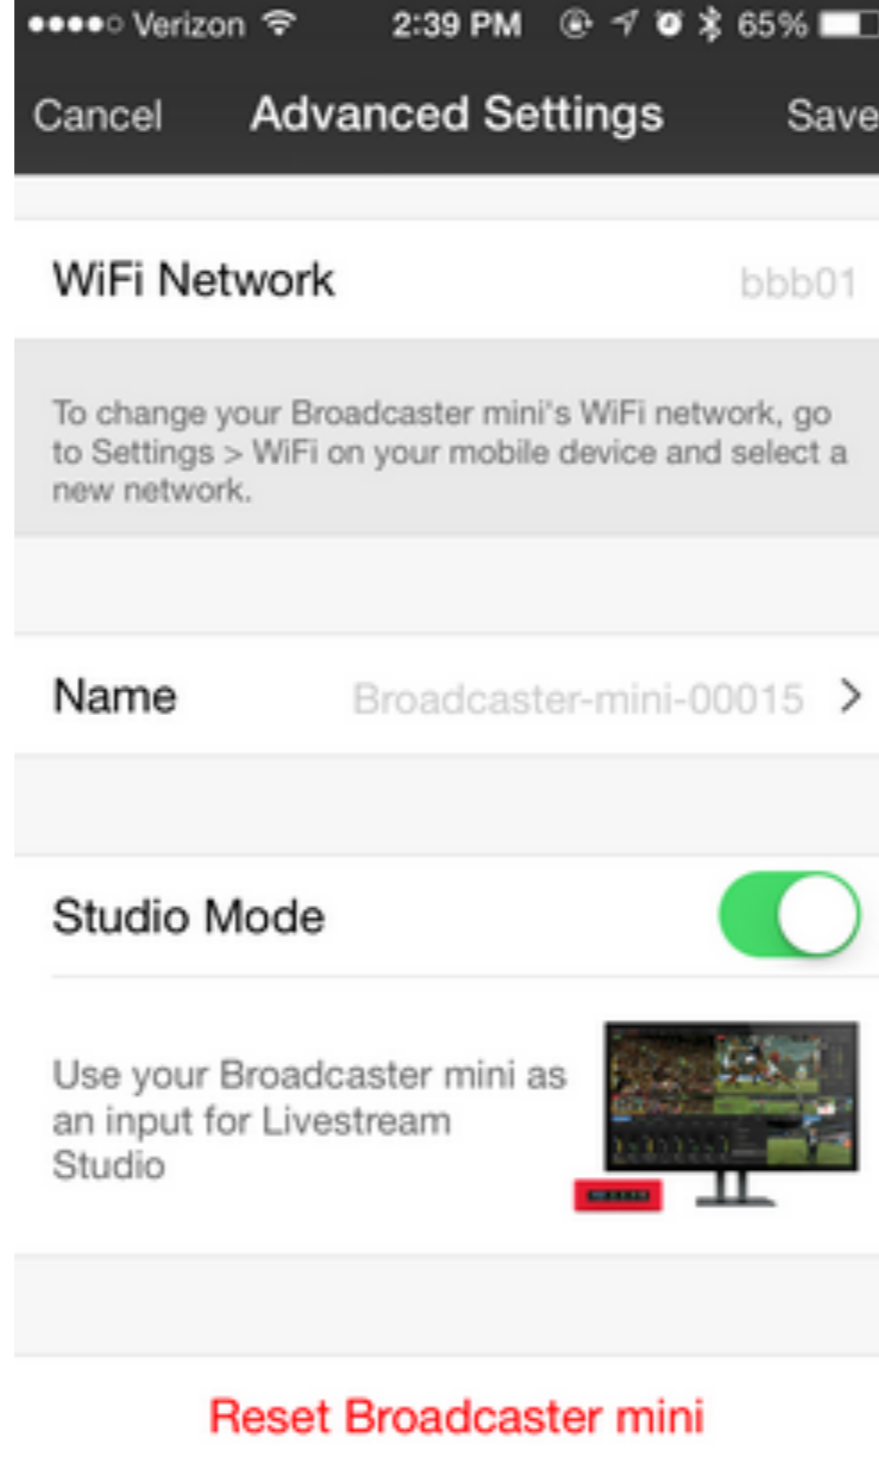 Verizon 2:39 PM 65%
Cancel Advanced Settings Save
WiFi Network bbb01
To change your Broadcaster mini's WiFi network, go
to Settings > WiFi on your mobile device and select a
new network.
Name Broadcaster-mini-00015 >
Studio Mode
Use your Broadcaster mini as
an input for Livestream
Studio
Reset Broadcaster mini